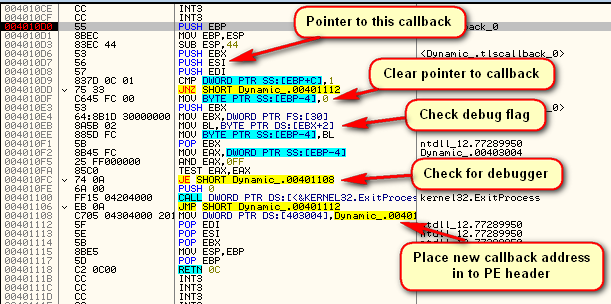 004010CE CC INT3
004010CF CC INT3
004010D0 55 PUSH EBP back_0>
004010D1 8BEC MOV EBP,ESP
004010D3 83EC 44 SUB ESP,44
004010D6 53 PUSH EBX <Dynamic_.tlscallback_0>
004010D7 56 PUSH ESI
004010D8 57 PUSH EDI
004010D9 837D 0C 01 CMP DWORD PTR SS:[EBP+C],1
004010DD 75 33 JNZ SHORT Dynamic_.00401112
004010DF C645 FC 00 MOV BYTE PTR SS:[EBP-4],0
004010E3 53 PUSH EBX
004010E4 64:8B1D 30000000 MOV EBX,DWORD PTR FS:[30]
004010EB 8A5B 02 MOV BL,BYTE PTR DS:[EBX+2]
004010EE 885D FC MOV BYTE PTR SS:[EBP-4],BL
004010F1 5B POP EBX ntdll_12.77289950
004010F2 8B45 FC MOV EAX,DWORD PTR SS:[EBP-4] Dynamic_.00403004
004010F5 25 FF000000 AND EAX,0FF
004010FA 85C0 TEST EAX,EAX
004010FC 74 0A JE SHORT Dynamic_.00401108
004010FE 6A 00 PUSH 0
00401100 FF15 04204000 CALL DWORD PTR DS:[<&KERNEL32.ExitProcess kernel32.ExitProcess
00401106 EB 0A JMP SHORT Dynamic_.00401112
00401108 C705 04304000 201 MOV DWORD PTR DS:[403004],Dynamic_.00401
00401112 5F POP EDI ntdll_12.77289950
00401113 5E POP ESI
00401114 5B POP EBX
00401115 8BE5 MOV ESP,EBP
00401117 5D POP EBP
00401118 C2 0C00 RETN 0C
0040111B CC INT3
CC INT3
CC INT3
Pointer to this callback
Clear pointer to callback
Check debug flag
Check for debugger
Place new callback address
in to PE header